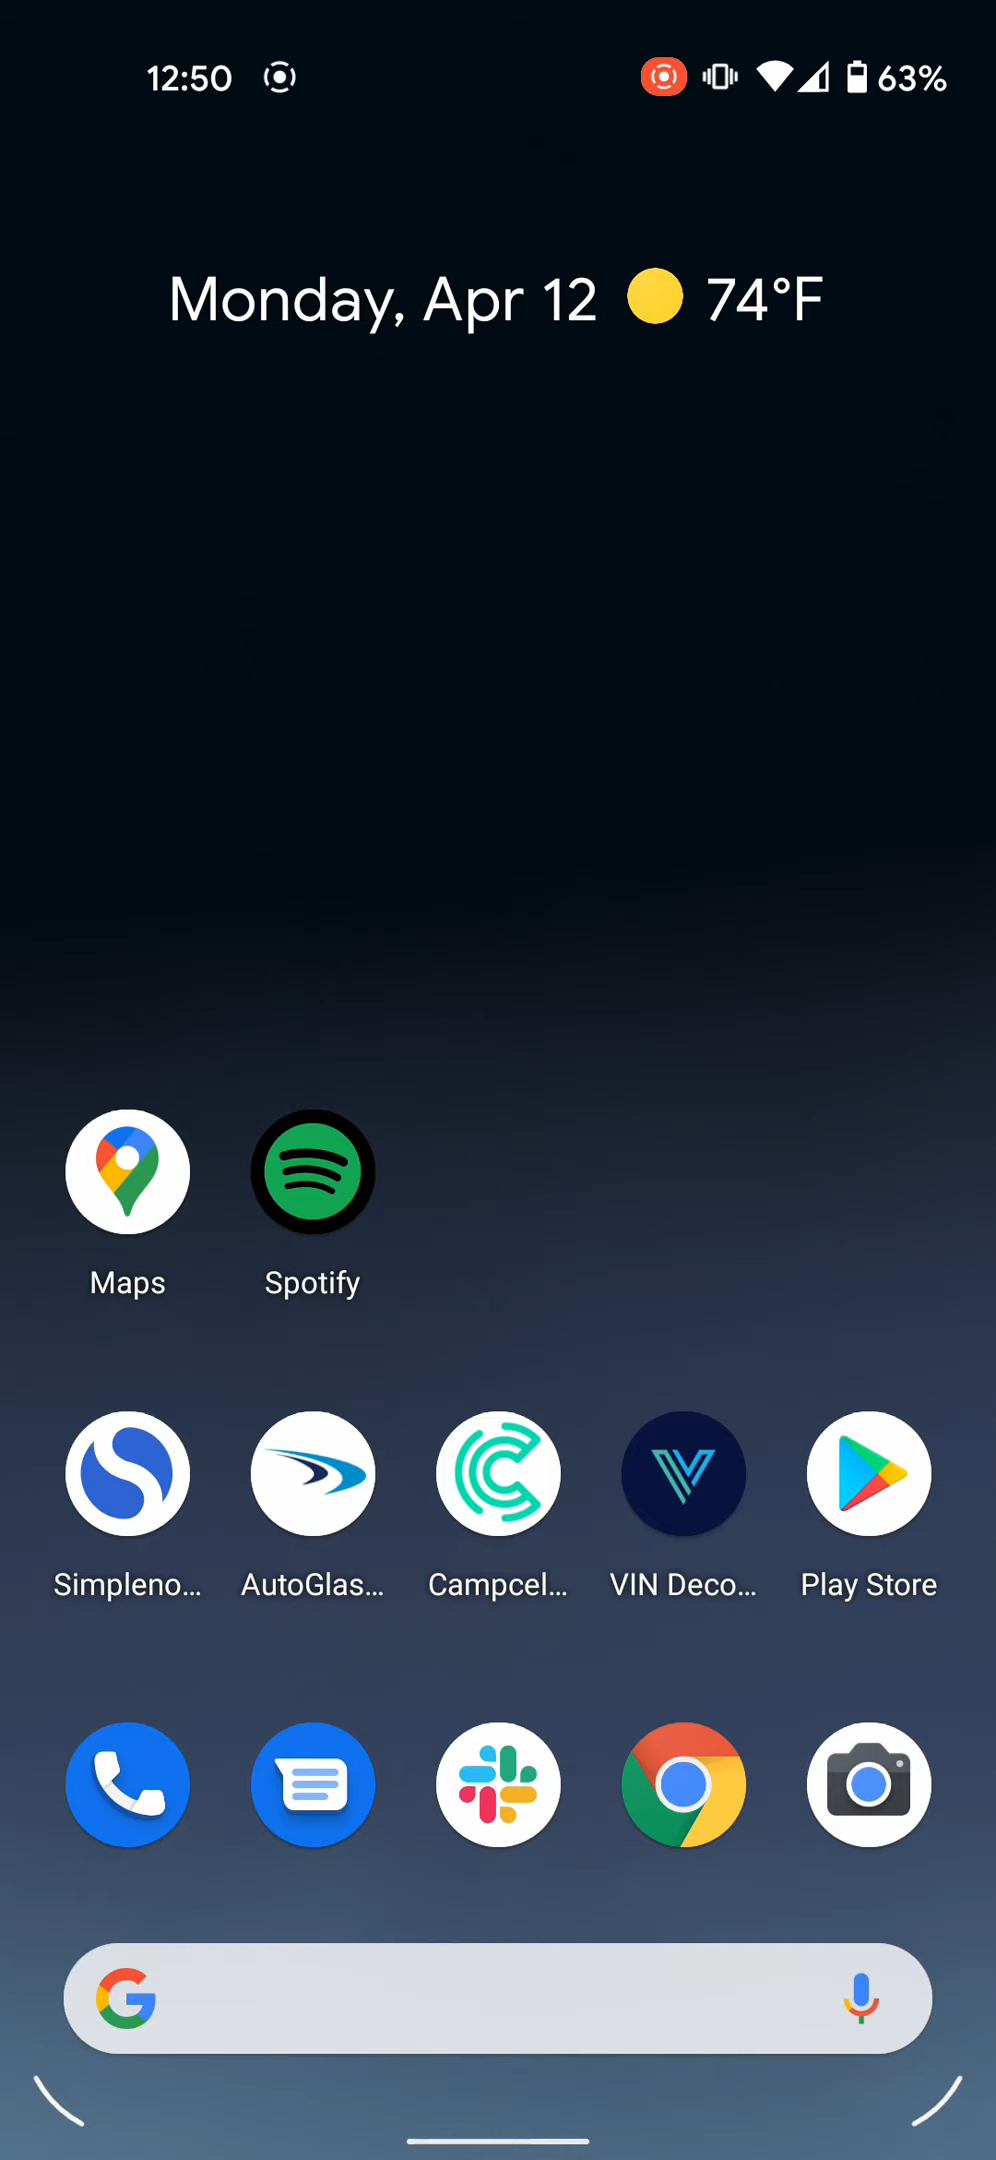 12:50
63%
Monday, Apr 12 74°F
Maps Spotify
Simpleno... AutoGlas... Campcel... VIN Deco... Play Store